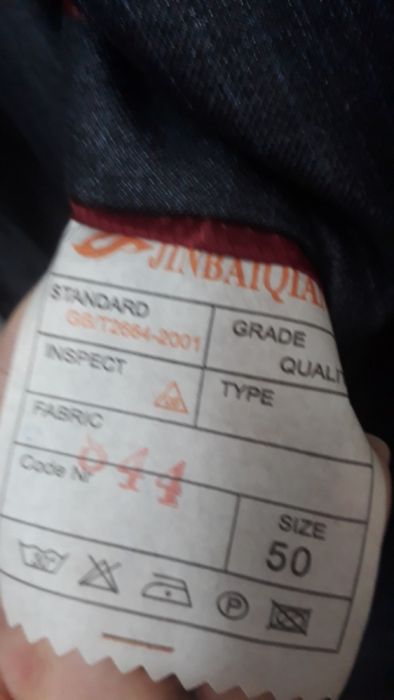 JINBAIQIA
STANDARD
GB/T2664-2001
GRADE
QUALI
INSPECT
TYPE
FABRIC
Code Nr 044
SIZE
50
P